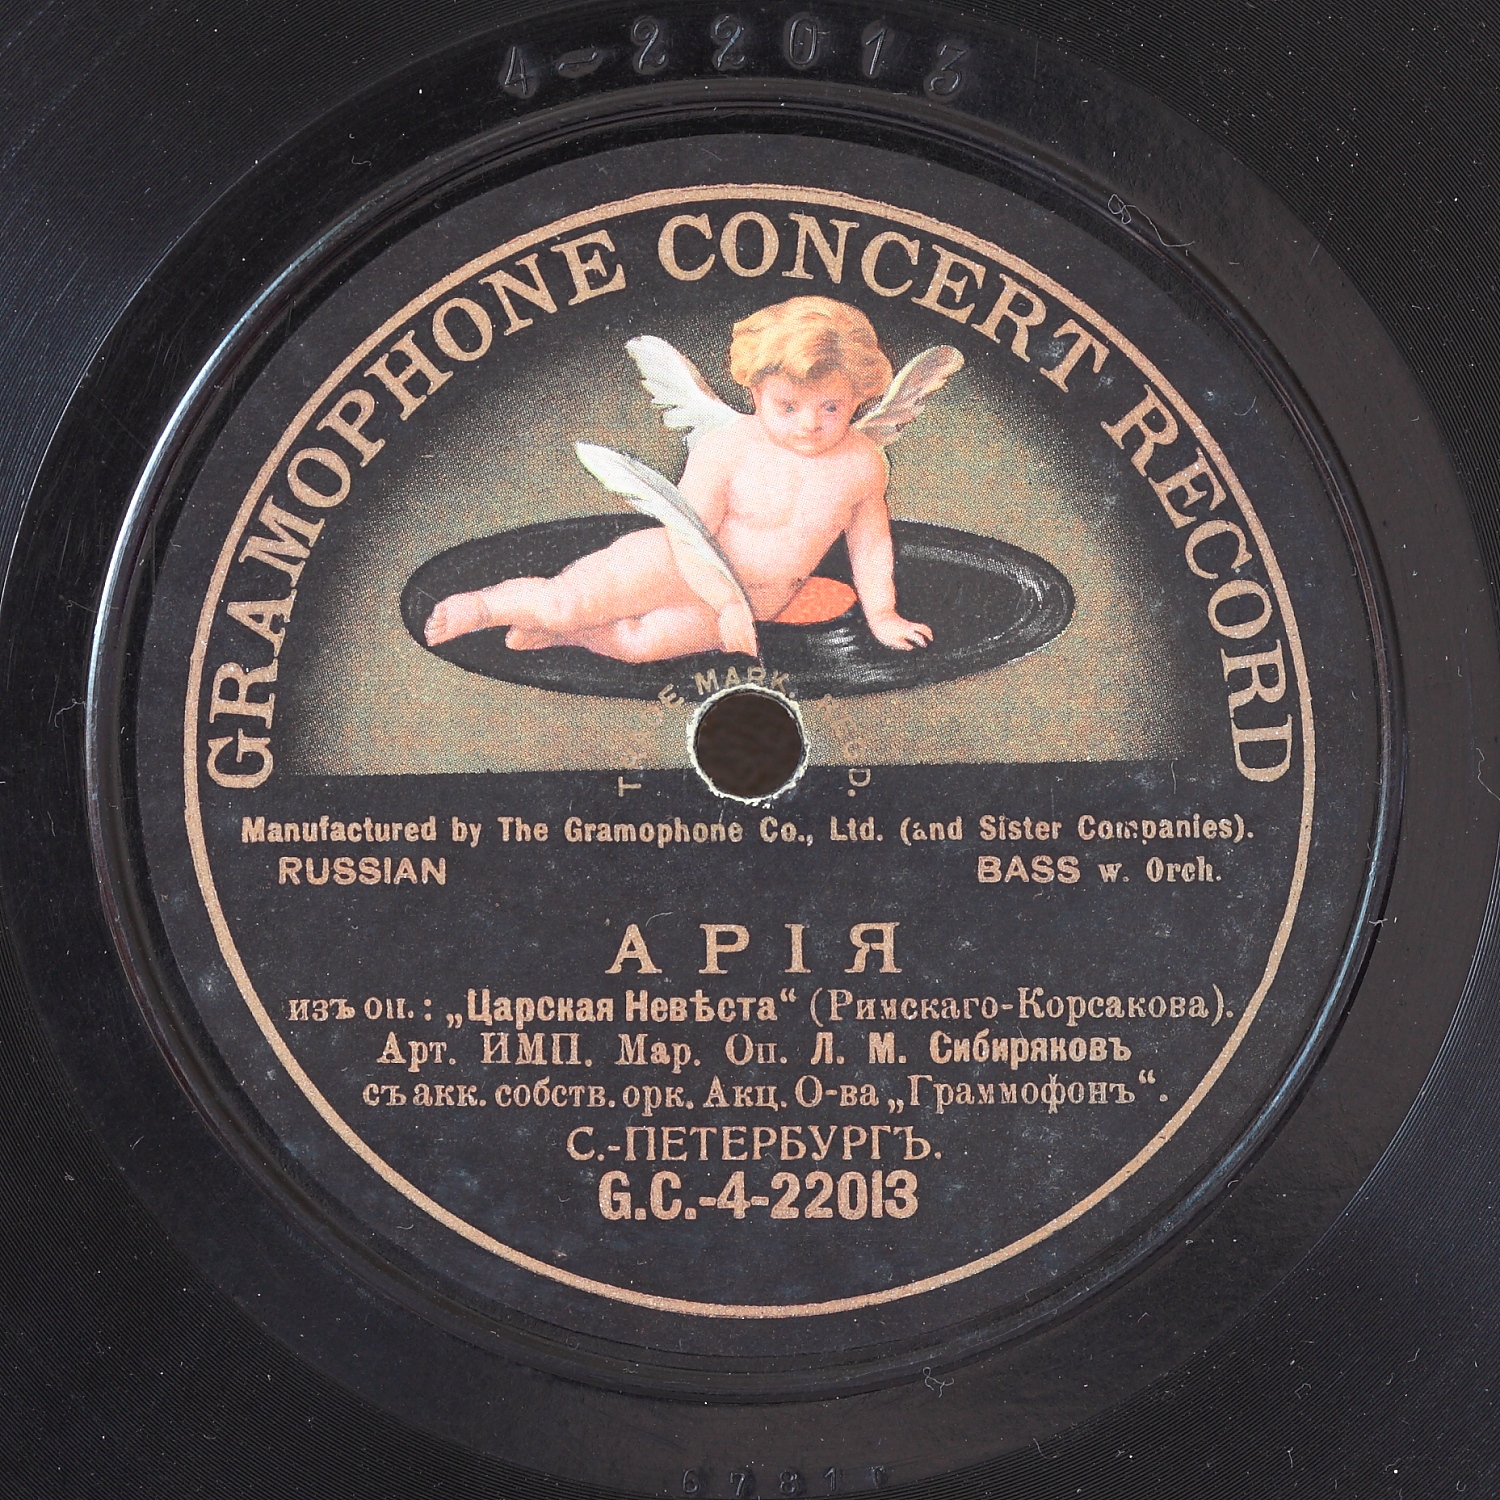 4-22013
GRAMOPHONE CONCERT RECORD
MARK.
Manufactured by The Gramophone Co., Ltd. (and Sister Companies).
RUSSIAN BASS w. Orch.
АРІЯ
изъ оп.: „Царская Невѣста“ (Римскаго-Корсакова).
Арт. ИМП. Мар. Оп. Л. М. Сибиряковъ
съ акк. собств. орк. Акц. О-ва „Граммофонъ“.
С.-ПЕТЕРБУРГЪ.
G.C.-4-22013